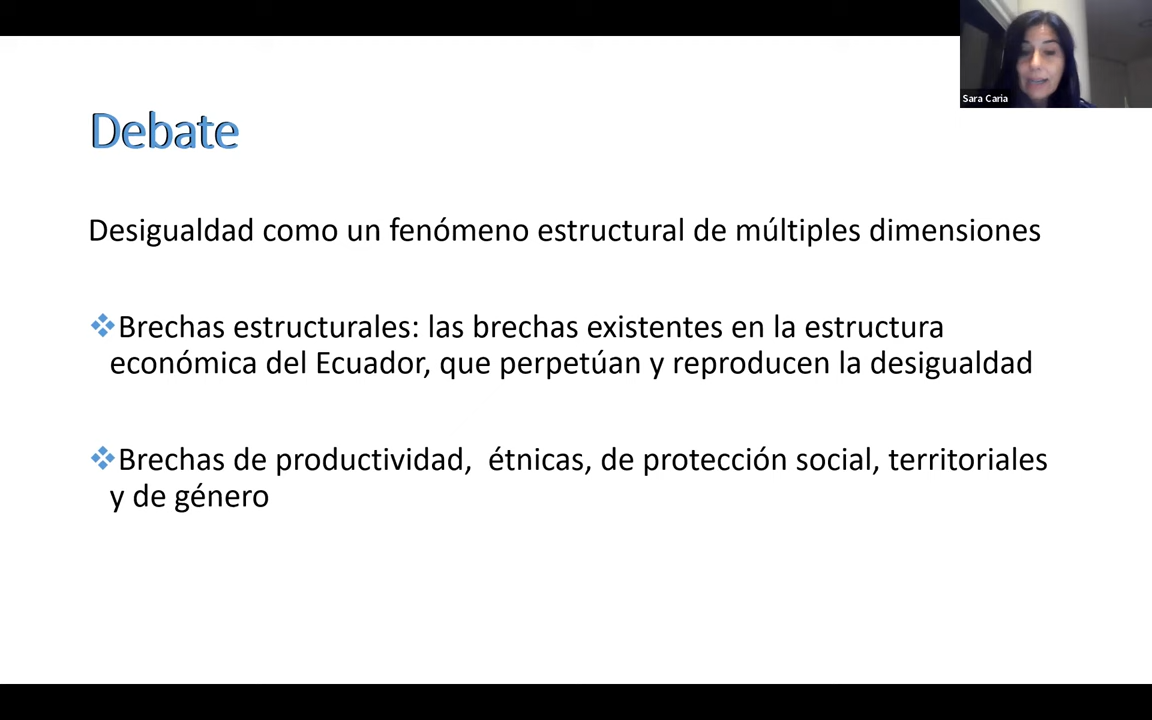 Sara Caria
Debate
Desigualdad como un fenómeno estructural de múltiples dimensiones
❖Brechas estructurales: las brechas existentes en la estructura
económica del Ecuador, que perpetúan y reproducen la desigualdad
❖Brechas de productividad,  étnicas, de protección social, territoriales
y de género